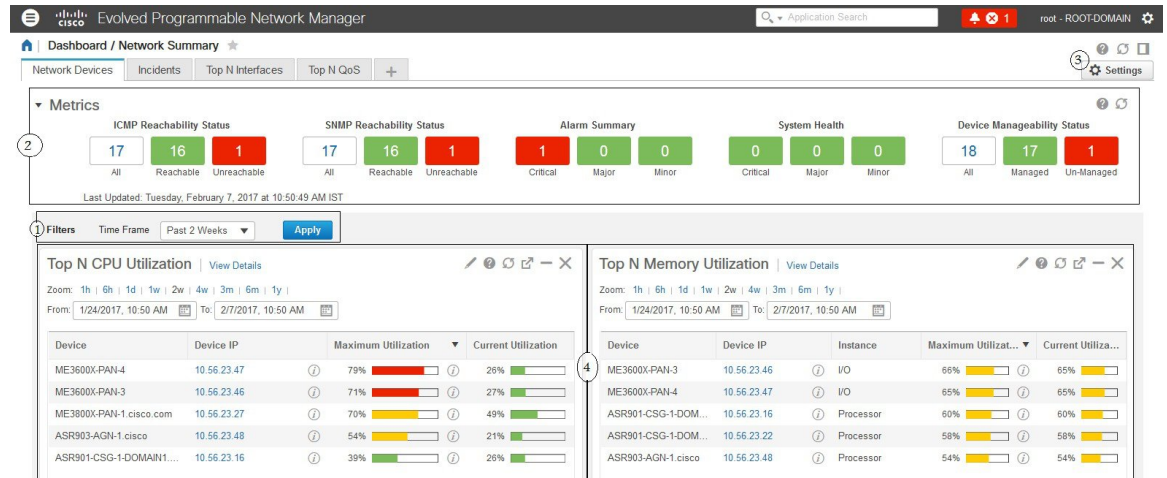 cisco Evolved Programmable Network Manager Application Search 1 root - ROOT-DOMAIN
Dashboard / Network Summary
Network Devices Incidents Top N Interfaces Top N QoS + 3 Settings
Metrics
2
ICMP Reachability Status SNMP Reachability Status Alarm Summary System Health Device Manageability Status
17 16 1 17 16 1 1 0 0 0 0 0 18 17 1
All Reachable Unreachable All Reachable Unreachable Critical Major Minor Critical Major Minor All Managed Un-Managed
Last Updated: Tuesday, February 7, 2017 at 10:50:49 AM IST
1 Filters Time Frame Past 2 Weeks Apply
Top N CPU Utilization | View Details
Zoom: 1h | 6h | 1d | 1w | 2w | 4w | 3m | 6m | 1y |
From: 1/24/2017, 10:50 AM To: 2/7/2017, 10:50 AM
Device Device IP Maximum Utilization Current Utilization
ME3600X-PAN-4 10.56.23.47 79% 26%
ME3600X-PAN-3 10.56.23.46 71% 27%
ME3800X-PAN-1.cisco.com 10.56.23.27 70% 49%
ASR903-AGN-1.cisco 10.56.23.48 54% 21%
ASR901-CSG-1-DOMAIN1.... 10.56.23.16 39% 26%
4
Top N Memory Utilization | View Details
Zoom: 1h | 6h | 1d | 1w | 2w | 4w | 3m | 6m | 1y |
From: 1/24/2017, 10:50 AM To: 2/7/2017, 10:50 AM
Device Device IP Instance Maximum Utilizat... Current Utiliza...
ME3600X-PAN-3 10.56.23.46 I/O 66% 65%
ME3600X-PAN-4 10.56.23.47 I/O 65% 65%
ASR901-CSG-1-DOM... 10.56.23.16 Processor 60% 60%
ASR901-CSG-1-DOM... 10.56.23.22 Processor 58% 58%
ASR903-AGN-1.cisco 10.56.23.48 Processor 54% 54%